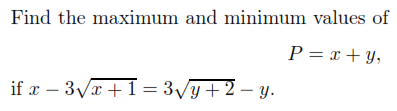 Find the maximum and minimum values of
P = x + y,
if x − 3√(x + 1) = 3√(y + 2) − y.